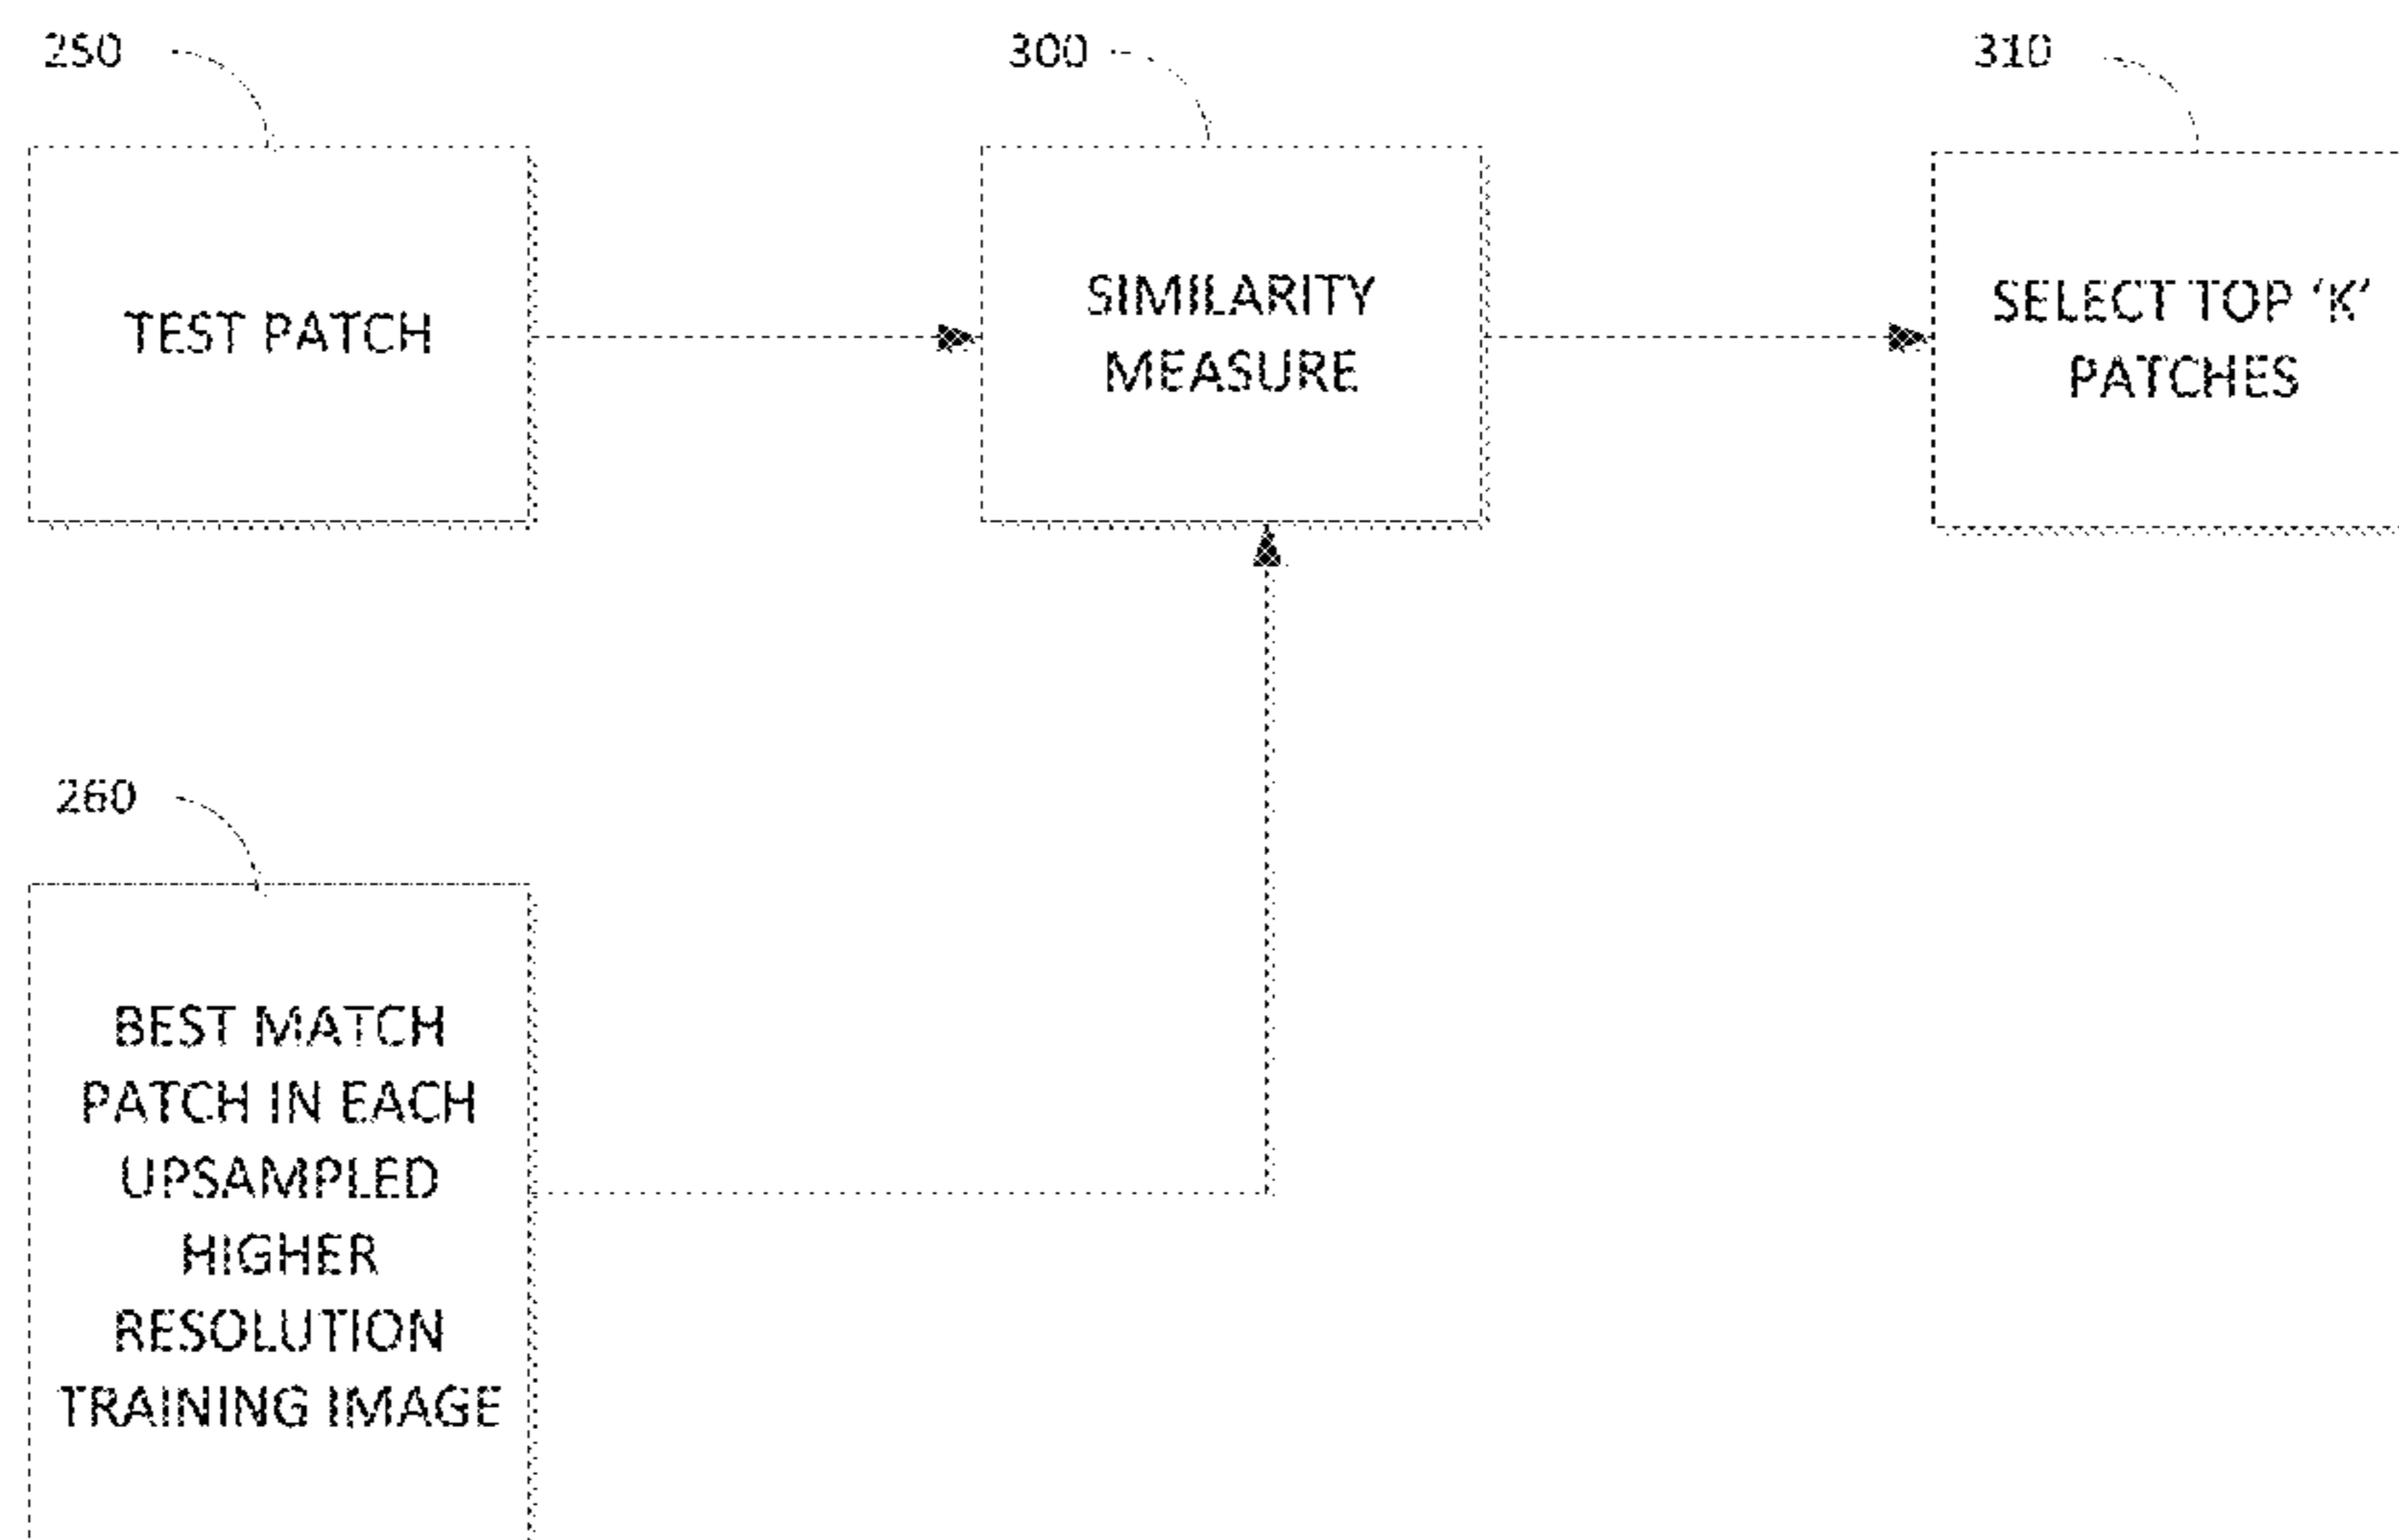 250
300
310
TEST PATCH
SIMILARITY
MEASURE
SELECT TOP ‘K’
PATCHES
260
BEST MATCH
PATCH IN EACH
UPSAMPLED
HIGHER
RESOLUTION
TRAINING IMAGE